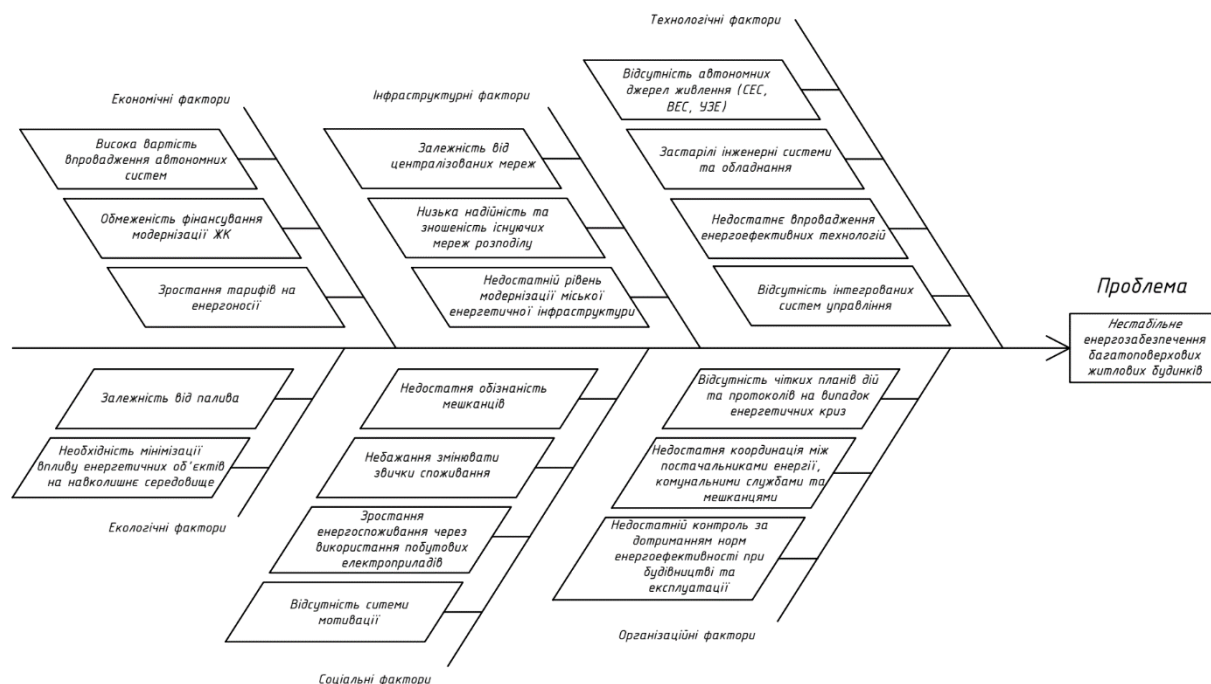 Технологічні фактори
Відсутність автономних
джерел живлення (СЕС,
ВЕС, УЗЕ)
Застарілі інженерні системи
та обладнання
Недостатнє впровадження
енергоефективних технологій
Відсутність інтегрованих
систем управління
Економічні фактори
Висока вартість
впровадження автономних
систем
Обмеженість фінансування
модернізації ЖК
Зростання тарифів на
енергоносії
Інфраструктурні фактори
Залежність від
централізованих мереж
Низька надійність та
зношеність існуючих
мереж розподілу
Недостатній рівень
модернізації міської
енергетичної інфраструктури
Проблема
Нестабільне
енергозабезпечення
багатоповерхових
житлових будинків
Залежність від палива
Необхідність мінімізації
впливу енергетичних об'єктів
на навколишнє середовище
Екологічні фактори
Недостатня обізнаність
мешканців
Небажання змінювати
звички споживання
Зростання
енергоспоживання через
використання побутових
електроприладів
Відсутність ситеми
мотивації
Соціальні фактори
Відсутність чітких планів дій
та протоколів на випадок
енергетичних криз
Недостатня координація між
постачальниками енергії,
комунальними службами та
мешканцями
Недостатній контроль за
дотриманням норм
енергоефективності при
будівництві та
експлуатації
Організаційні фактори